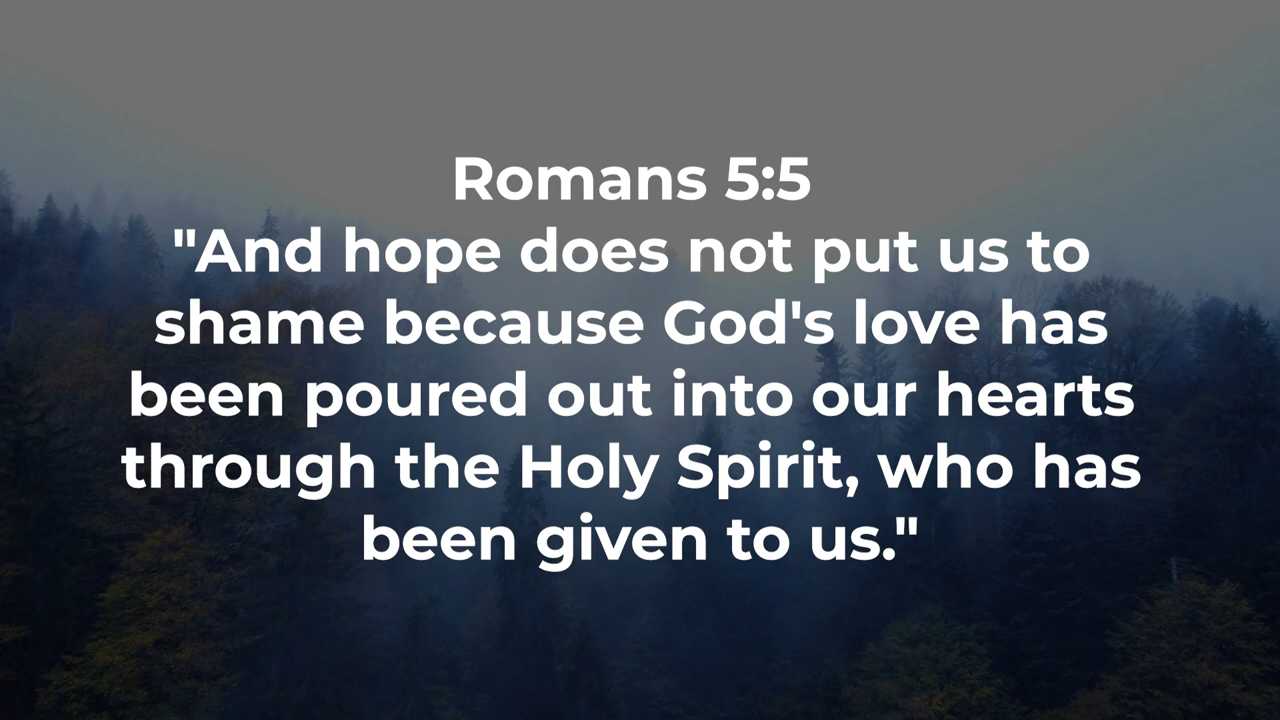 Romans 5:5
"And hope does not put us to
shame because God's love has
been poured out into our hearts
through the Holy Spirit, who has
been given to us."